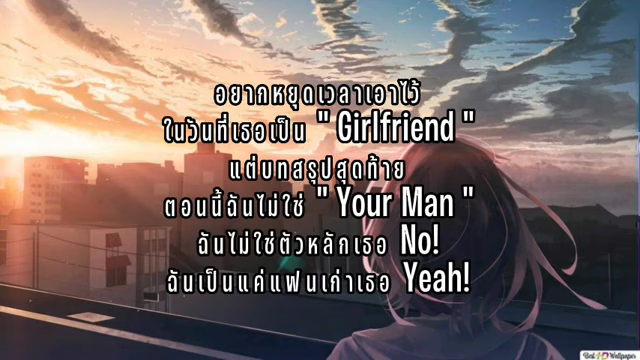 อยากหยุดเวลาเอาไว้
ในวันที่เธอเป็น " Girlfriend "
แต่บทสรุปสุดท้าย
ตอนนี้ฉันไม่ใช่ " Your Man "
ฉันไม่ใช่ตัวหลักเธอ No!
ฉันเป็นแค่แฟนเก่าเธอ Yeah!